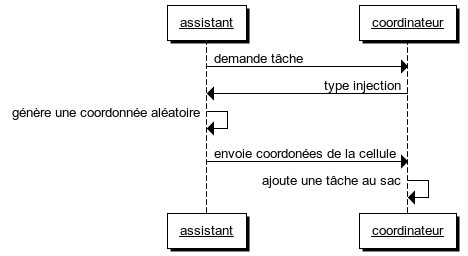 assistant
coordinateur
demande tâche
type injection
génère une coordonnée aléatoire
envoie coordonées de la cellule
ajoute une tâche au sac
assistant
coordinateur